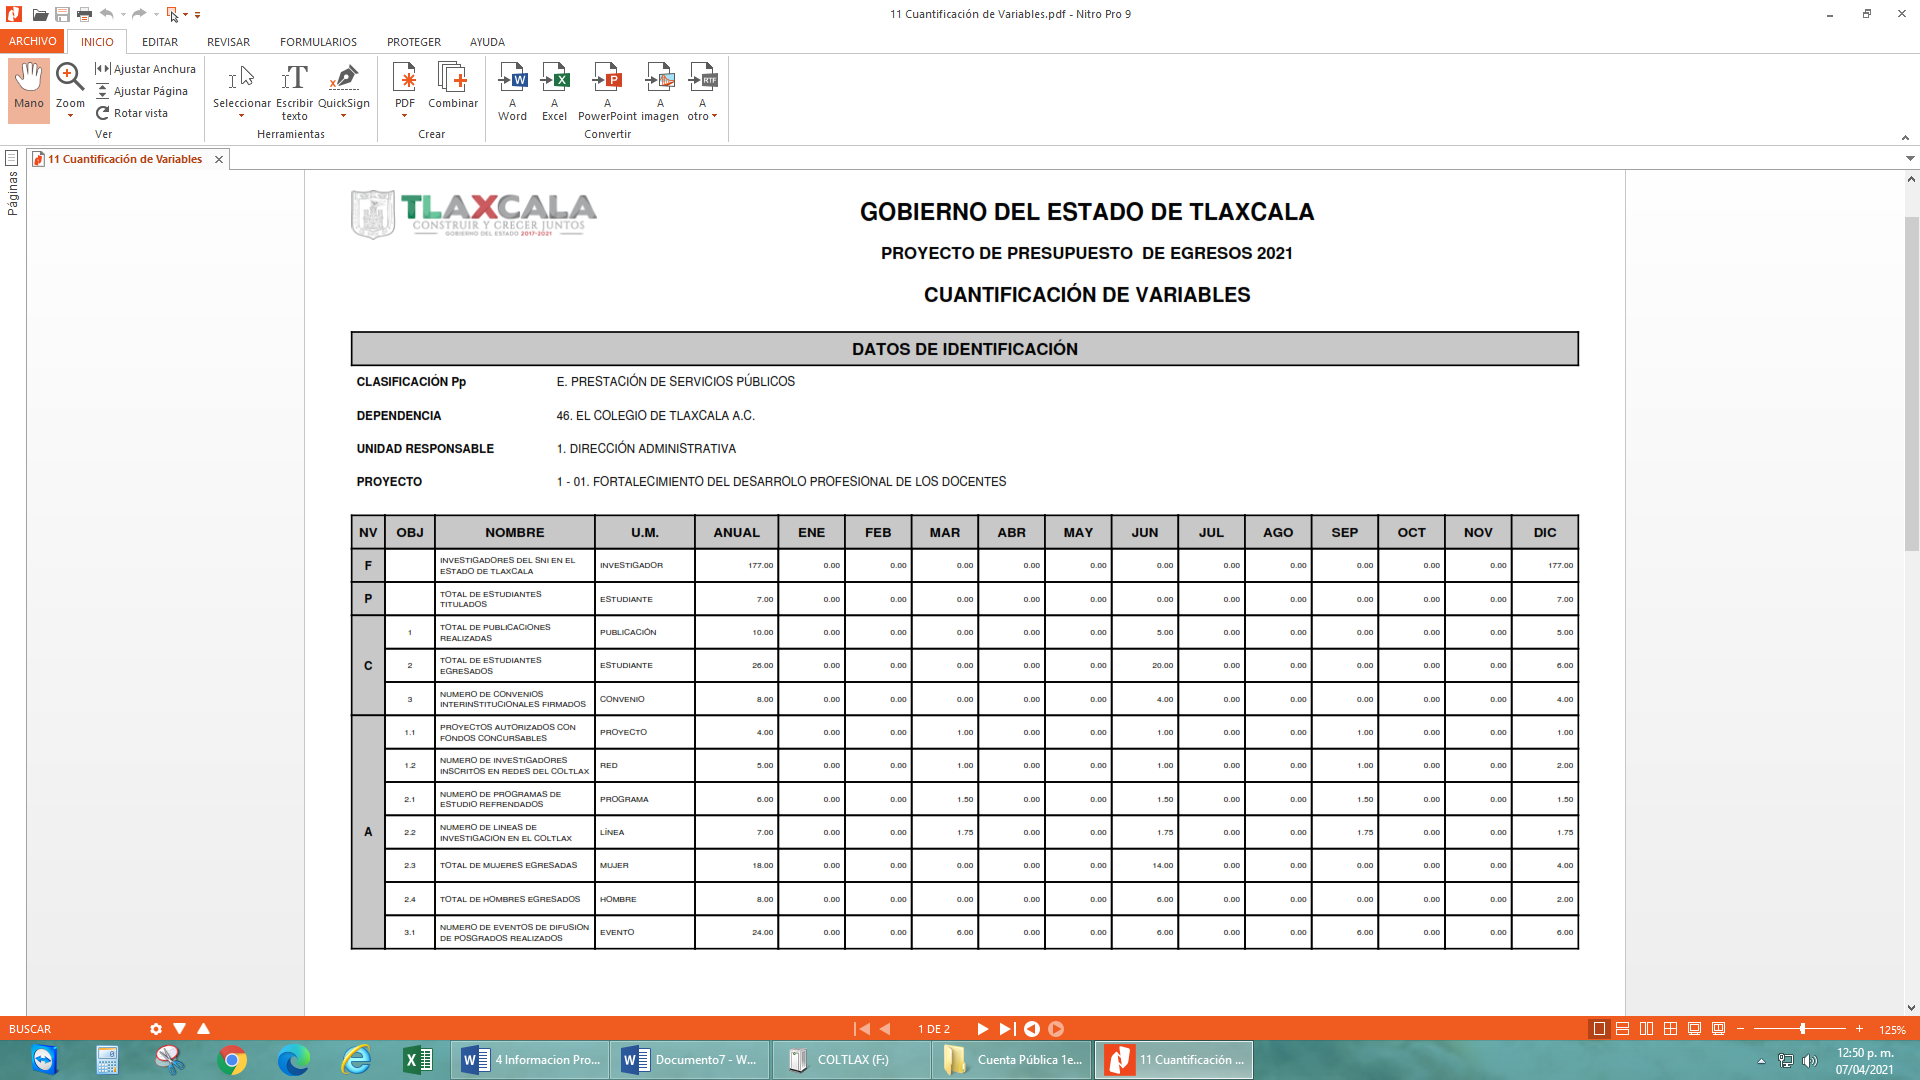 11 Cuantificación de Variables.pdf - Nitro Pro 9
ARCHIVO INICIO EDITAR REVISAR FORMULARIOS PROTEGER AYUDA
Mano Zoom Ajustar Anchura
Ajustar Página
Rotar vista
Ver
Seleccionar Escribir texto QuickSign
Herramientas
PDF Combinar
Crear
A Word A Excel A PowerPoint A imagen A otro
Convertir
Páginas
11 Cuantificación de Variables
TLAXCALA
CONSTRUIR Y CRECER JUNTOS
GOBIERNO DEL ESTADO 2017-2021
GOBIERNO DEL ESTADO DE TLAXCALA
PROYECTO DE PRESUPUESTO DE EGRESOS 2021
CUANTIFICACIÓN DE VARIABLES
DATOS DE IDENTIFICACIÓN
CLASIFICACIÓN Pp E. PRESTACIÓN DE SERVICIOS PÚBLICOS
DEPENDENCIA 46. EL COLEGIO DE TLAXCALA A.C.
UNIDAD RESPONSABLE 1. DIRECCIÓN ADMINISTRATIVA
PROYECTO 1 - 01. FORTALECIMIENTO DEL DESARROLO PROFESIONAL DE LOS DOCENTES
NV OBJ NOMBRE U.M. ANUAL ENE FEB MAR ABR MAY JUN JUL AGO SEP OCT NOV DIC
F INVESTIGADORES DEL SNI EN EL ESTADO DE TLAXCALA INVESTIGADOR 177.00 0.00 0.00 0.00 0.00 0.00 0.00 0.00 0.00 0.00 0.00 0.00 177.00
P TOTAL DE ESTUDIANTES TITULADOS ESTUDIANTE 7.00 0.00 0.00 0.00 0.00 0.00 0.00 0.00 0.00 0.00 0.00 0.00 7.00
C 1 TOTAL DE PUBLICACIONES REALIZADAS PUBLICACIÓN 10.00 0.00 0.00 0.00 0.00 0.00 5.00 0.00 0.00 0.00 0.00 0.00 5.00
2 TOTAL DE ESTUDIANTES EGRESADOS ESTUDIANTE 26.00 0.00 0.00 0.00 0.00 0.00 20.00 0.00 0.00 0.00 0.00 0.00 6.00
3 NUMERO DE CONVENIOS INTERINSTITUCIONALES FIRMADOS CONVENIO 8.00 0.00 0.00 0.00 0.00 0.00 4.00 0.00 0.00 0.00 0.00 0.00 4.00
A 1.1 PROYECTOS AUTORIZADOS CON FONDOS CONCURSABLES PROYECTO 4.00 0.00 0.00 1.00 0.00 0.00 1.00 0.00 0.00 1.00 0.00 0.00 1.00
1.2 NUMERO DE INVESTIGADORES INSCRITOS EN REDES DEL COLTLAX RED 5.00 0.00 0.00 1.00 0.00 0.00 1.00 0.00 0.00 1.00 0.00 0.00 2.00
2.1 NUMERO DE PROGRAMAS DE ESTUDIO REFRENDADOS PROGRAMA 6.00 0.00 0.00 1.50 0.00 0.00 1.50 0.00 0.00 1.50 0.00 0.00 1.50
2.2 NUMERO DE LINEAS DE INVESTIGACION EN EL COLTLAX LÍNEA 7.00 0.00 0.00 1.75 0.00 0.00 1.75 0.00 0.00 1.75 0.00 0.00 1.75
2.3 TOTAL DE MUJERES EGRESADAS MUJER 18.00 0.00 0.00 0.00 0.00 0.00 14.00 0.00 0.00 0.00 0.00 0.00 4.00
2.4 TOTAL DE HOMBRES EGRESADOS HOMBRE 8.00 0.00 0.00 0.00 0.00 0.00 6.00 0.00 0.00 0.00 0.00 0.00 2.00
3.1 NUMERO DE EVENTOS DE DIFUSION DE POSGRADOS REALIZADOS EVENTO 24.00 0.00 0.00 6.00 0.00 0.00 6.00 0.00 0.00 6.00 0.00 0.00 6.00
BUSCAR 1 DE 2 125%
4 Informacion Pro... Documento7 - W... COLTLAX (F:) Cuenta Pública 1e... 11 Cuantificación ... 12:50 p. m.
07/04/2021